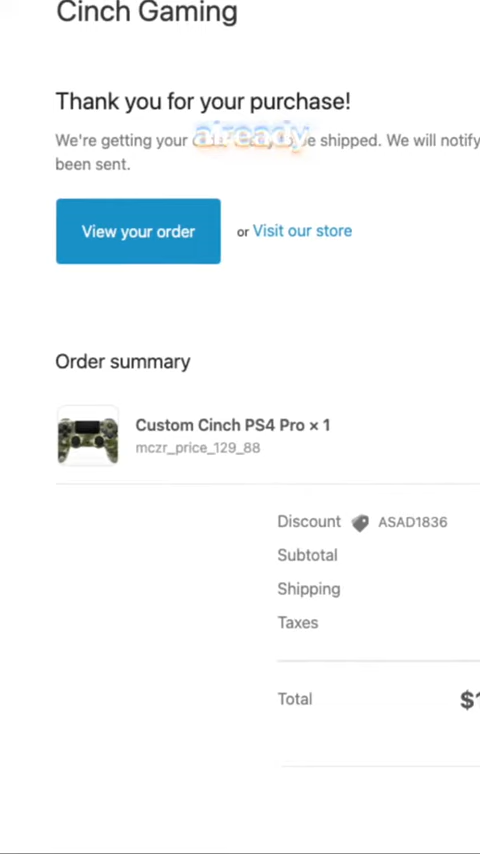 Cinch Gaming
Thank you for your purchase!
We're getting your already shipped. We will notify
been sent.
View your order
or Visit our store
Order summary
Custom Cinch PS4 Pro × 1
mczr_price_129_88
Discount ASAD1836
Subtotal
Shipping
Taxes
Total $1